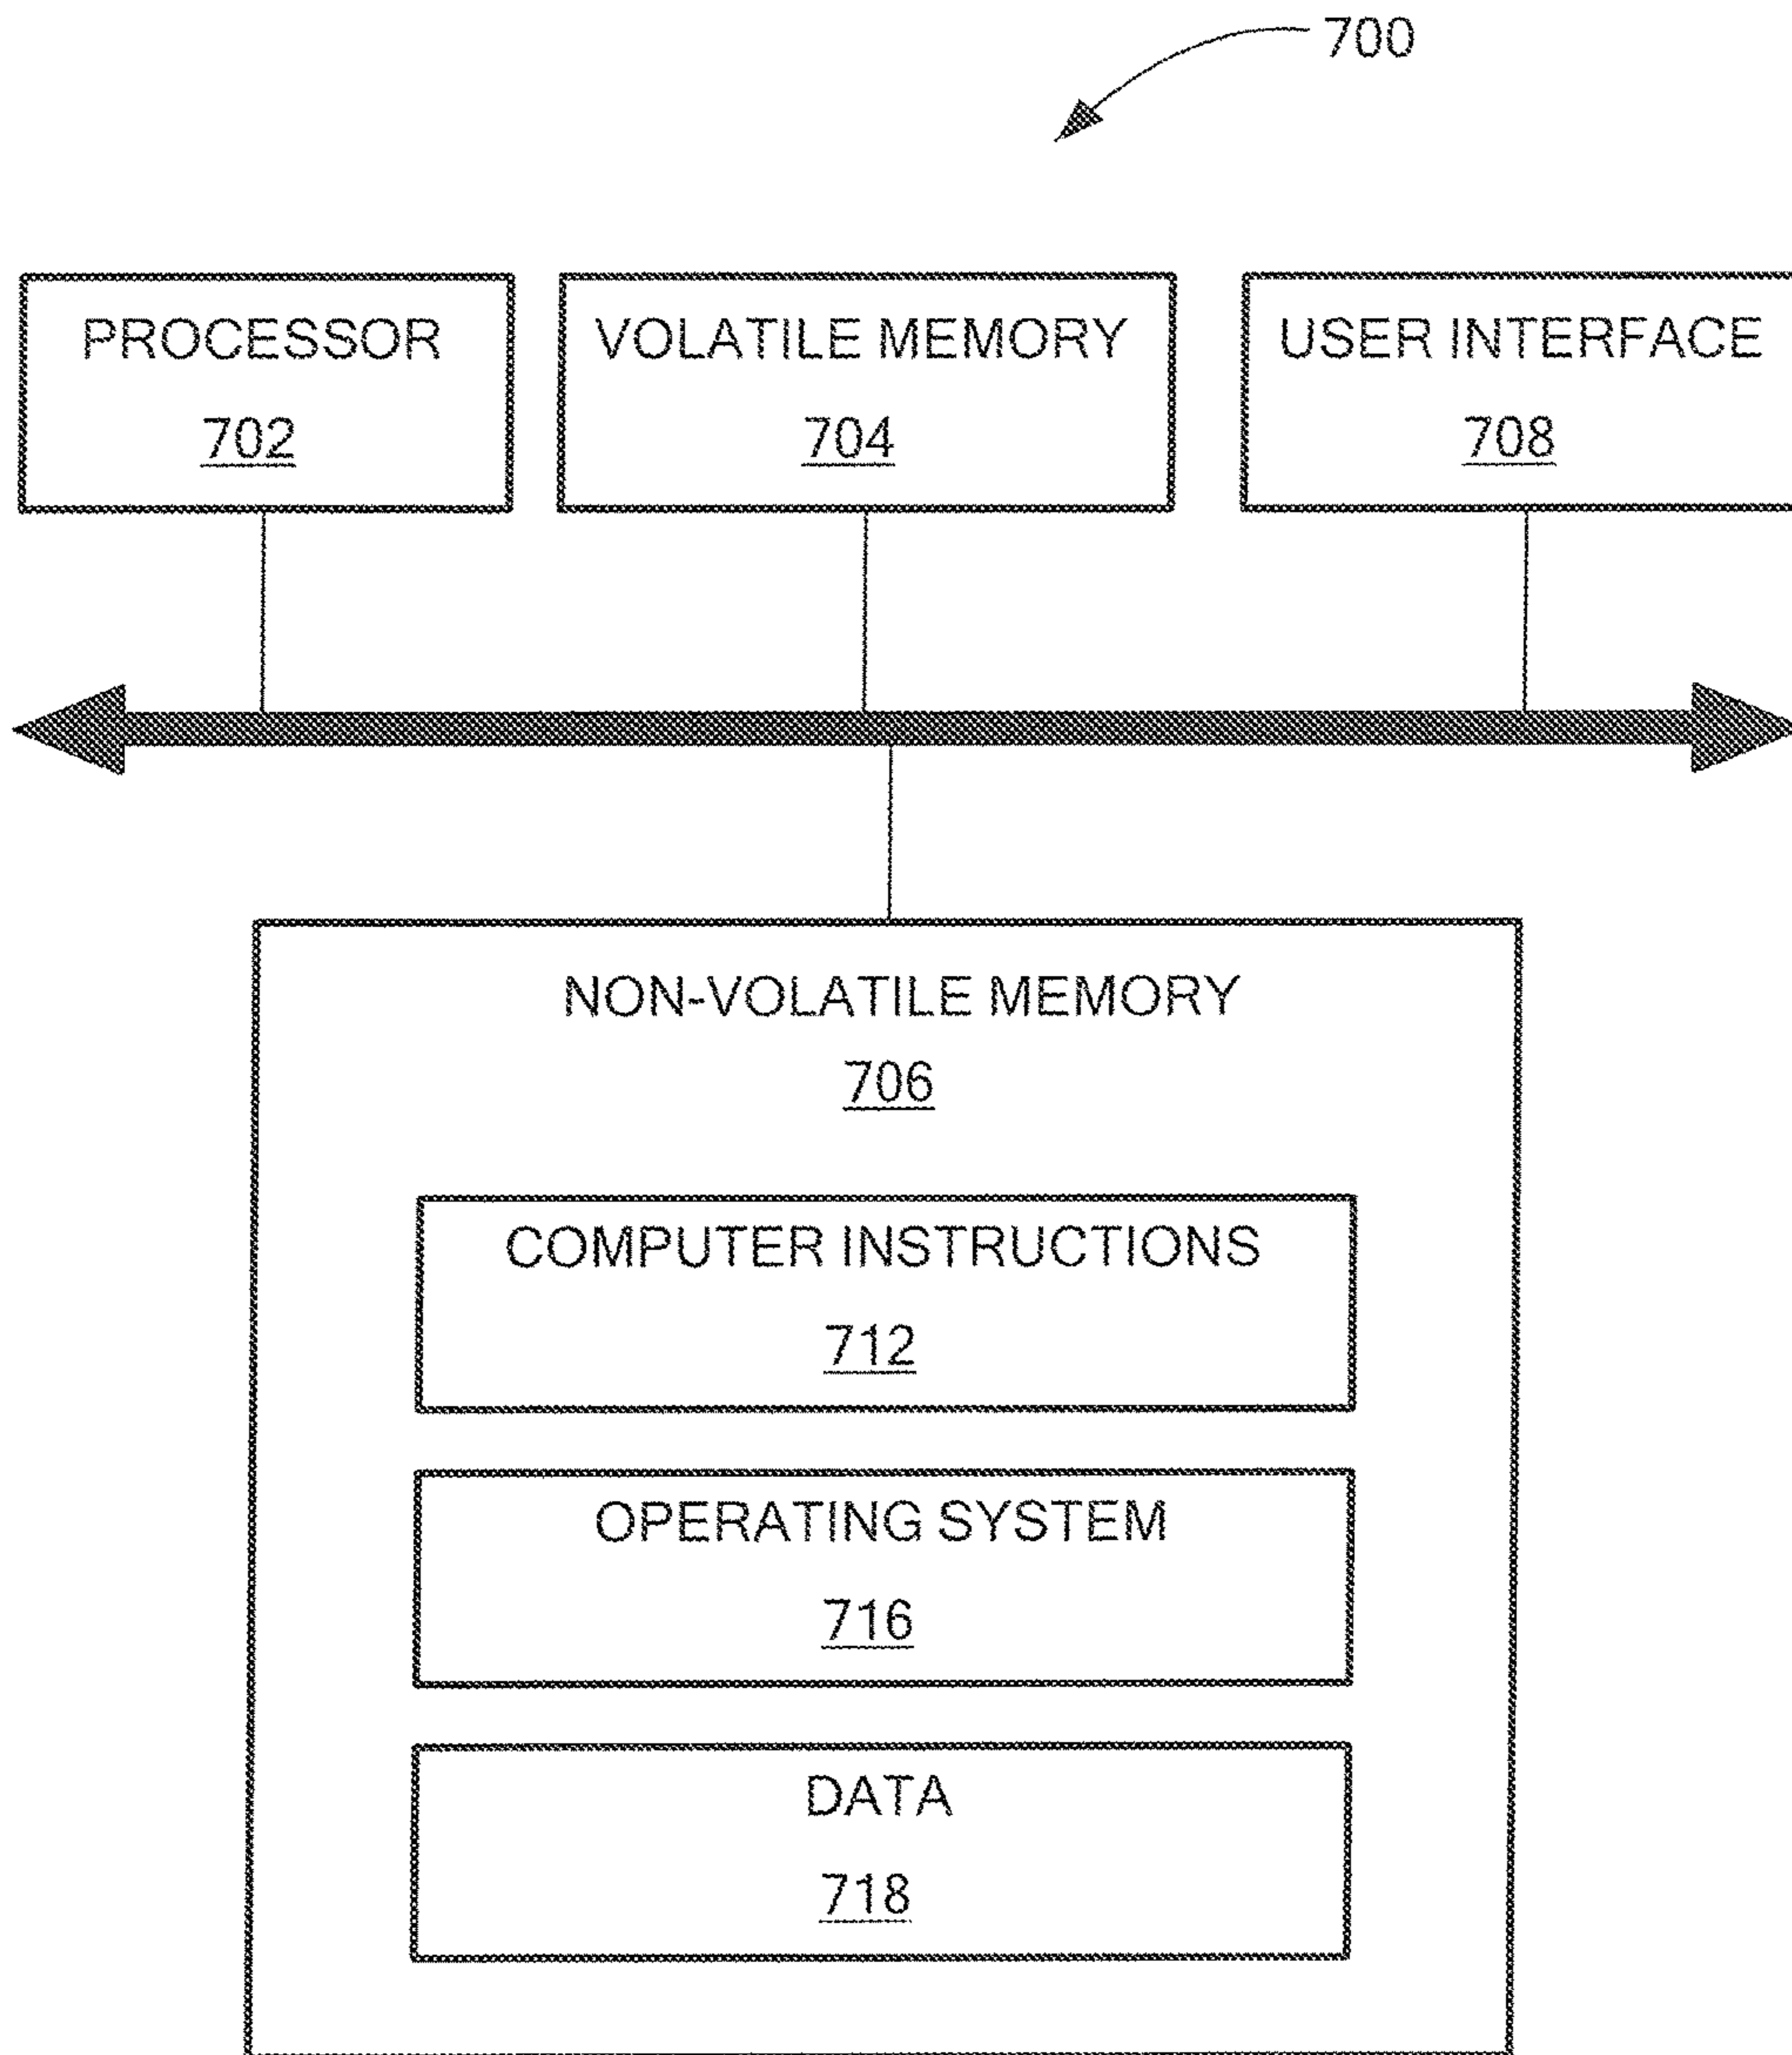 700
PROCESSOR
702
VOLATILE MEMORY
704
USER INTERFACE
708
NON-VOLATILE MEMORY
706
COMPUTER INSTRUCTIONS
712
OPERATING SYSTEM
716
DATA
718